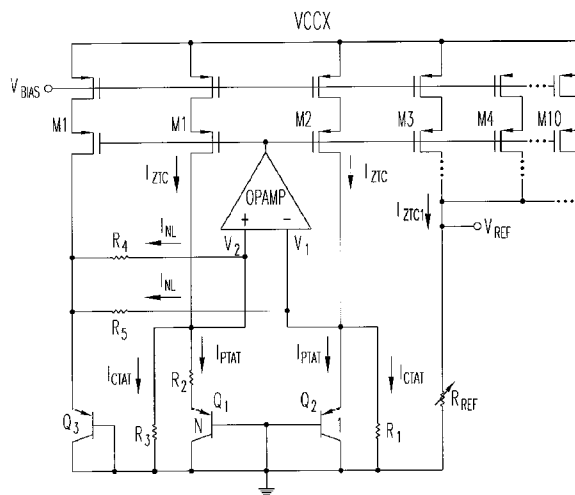 VCCX
V_BIAS
M1 M1 M2 M3 M4 M10
I_ZTC I_ZTC
OPAMP
I_ZTC1
+ −
V_REF
I_NL V_2 V_1
R_4
I_NL
R_5
I_CTAT I_PTAT I_PTAT I_CTAT
R_2
Q_1 Q_2 R_REF
Q_3 R_3 N 1 R_1